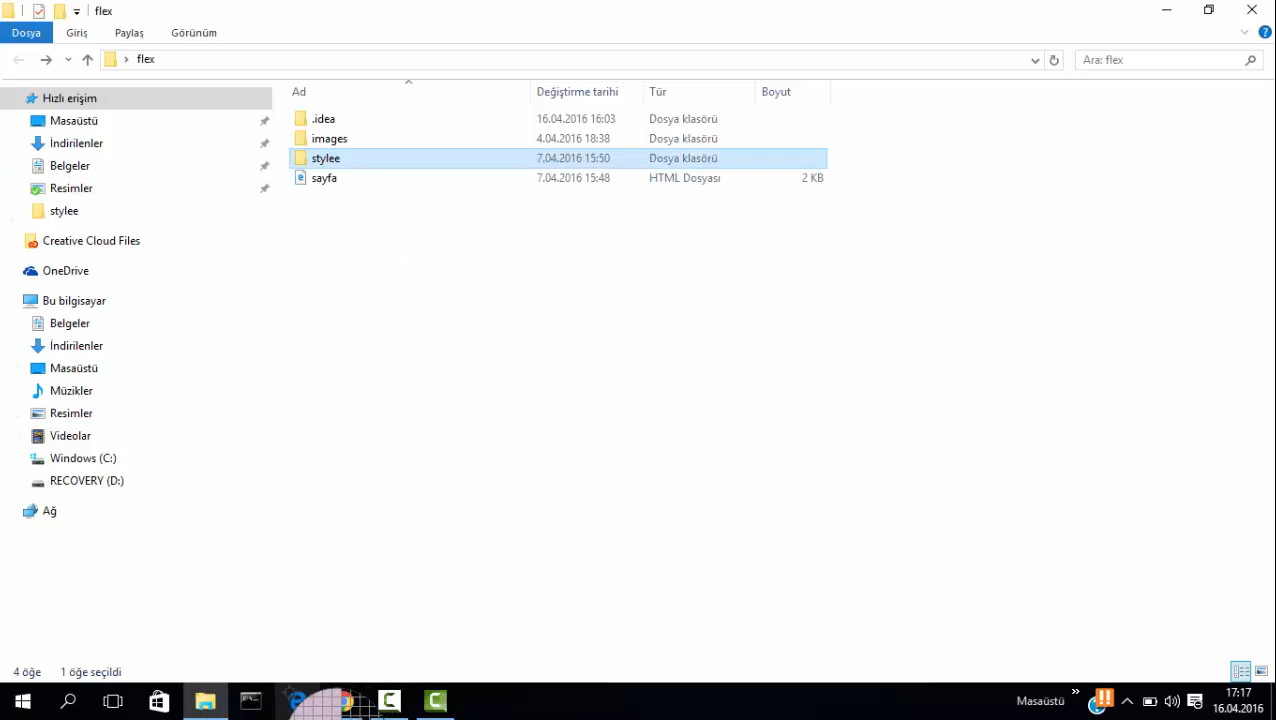 flex
Dosya
Giriş
Paylaş
Görünüm
flex
Ara: flex
Hızlı erişim
Masaüstü
İndirilenler
Belgeler
Resimler
stylee
Creative Cloud Files
OneDrive
Bu bilgisayar
Belgeler
İndirilenler
Masaüstü
Müzikler
Resimler
Videolar
Windows (C:)
RECOVERY (D:)
Ağ
Ad Değiştirme tarihi Tür Boyut
.idea 16.04.2016 16:03 Dosya klasörü
images 4.04.2016 18:38 Dosya klasörü
stylee 7.04.2016 15:50 Dosya klasörü
sayfa 7.04.2016 15:48 HTML Dosyası 2 KB
4 öğe 1 öğe seçildi
Masaüstü
17:17
16.04.2016